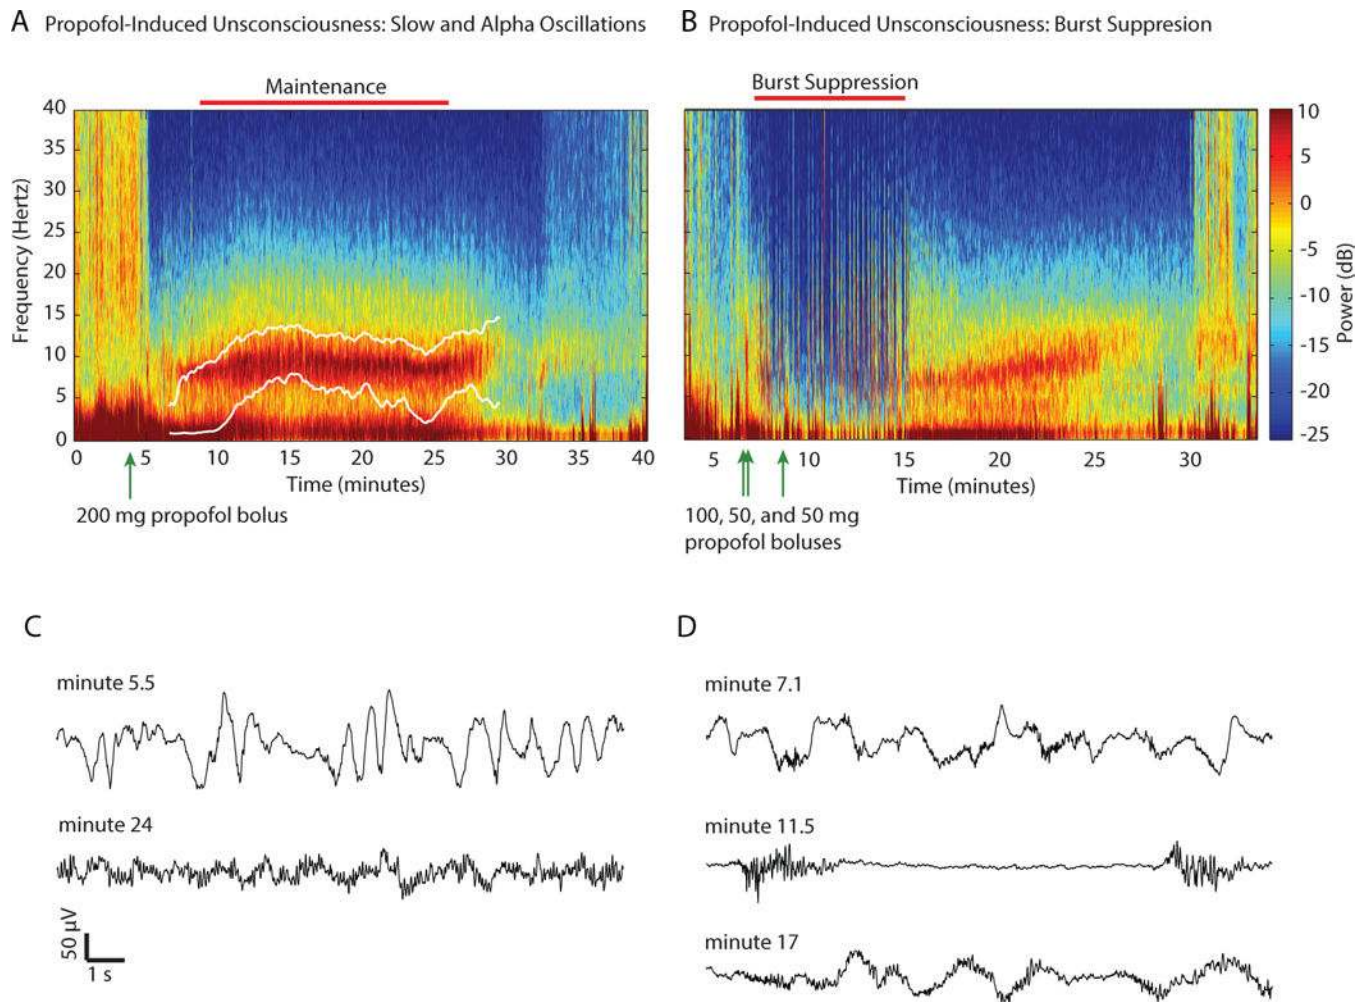 A Propofol-Induced Unsconsciousness: Slow and Alpha Oscillations
B Propofol-Induced Unsconsciousness: Burst Suppresion
Maintenance
40
35
30
25
20
15
10
5
0
Frequency (Hertz)
0 5 10 15 20 25 30 35 40
Time (minutes)
200 mg propofol bolus
Burst Suppression
5 10 15 20 25 30
Time (minutes)
100, 50, and 50 mg
propofol boluses
10
5
0
-5
-10
-15
-20
-25
Power (dB)
C
minute 5.5
minute 24
50 µV
1 s
D
minute 7.1
minute 11.5
minute 17